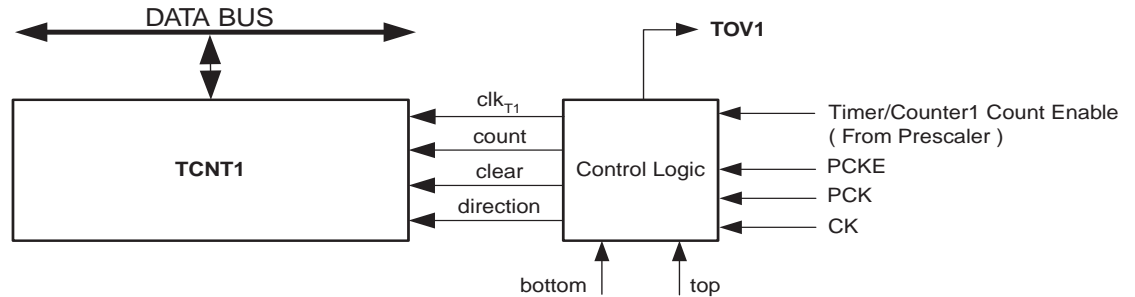 DATA BUS
TOV1
clkT1
count
clear
direction
TCNT1
Control Logic
Timer/Counter1 Count Enable
( From Prescaler )
PCKE
PCK
CK
bottom
top